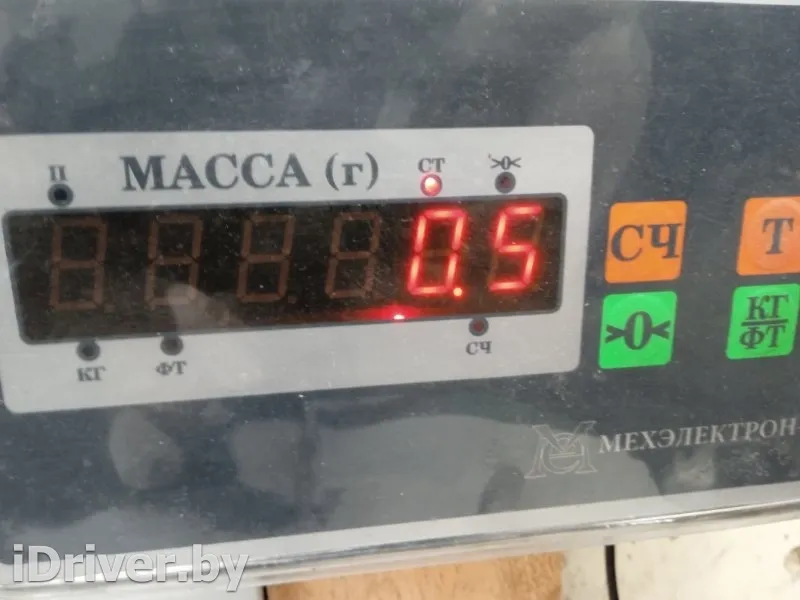 П
МАССА (г)
СТ
>0<
0.5
КГ
ФТ
СЧ
СЧ
Т
>0<
КГ
ФТ
МЕХЭЛЕКТРОН-
iDriver.by